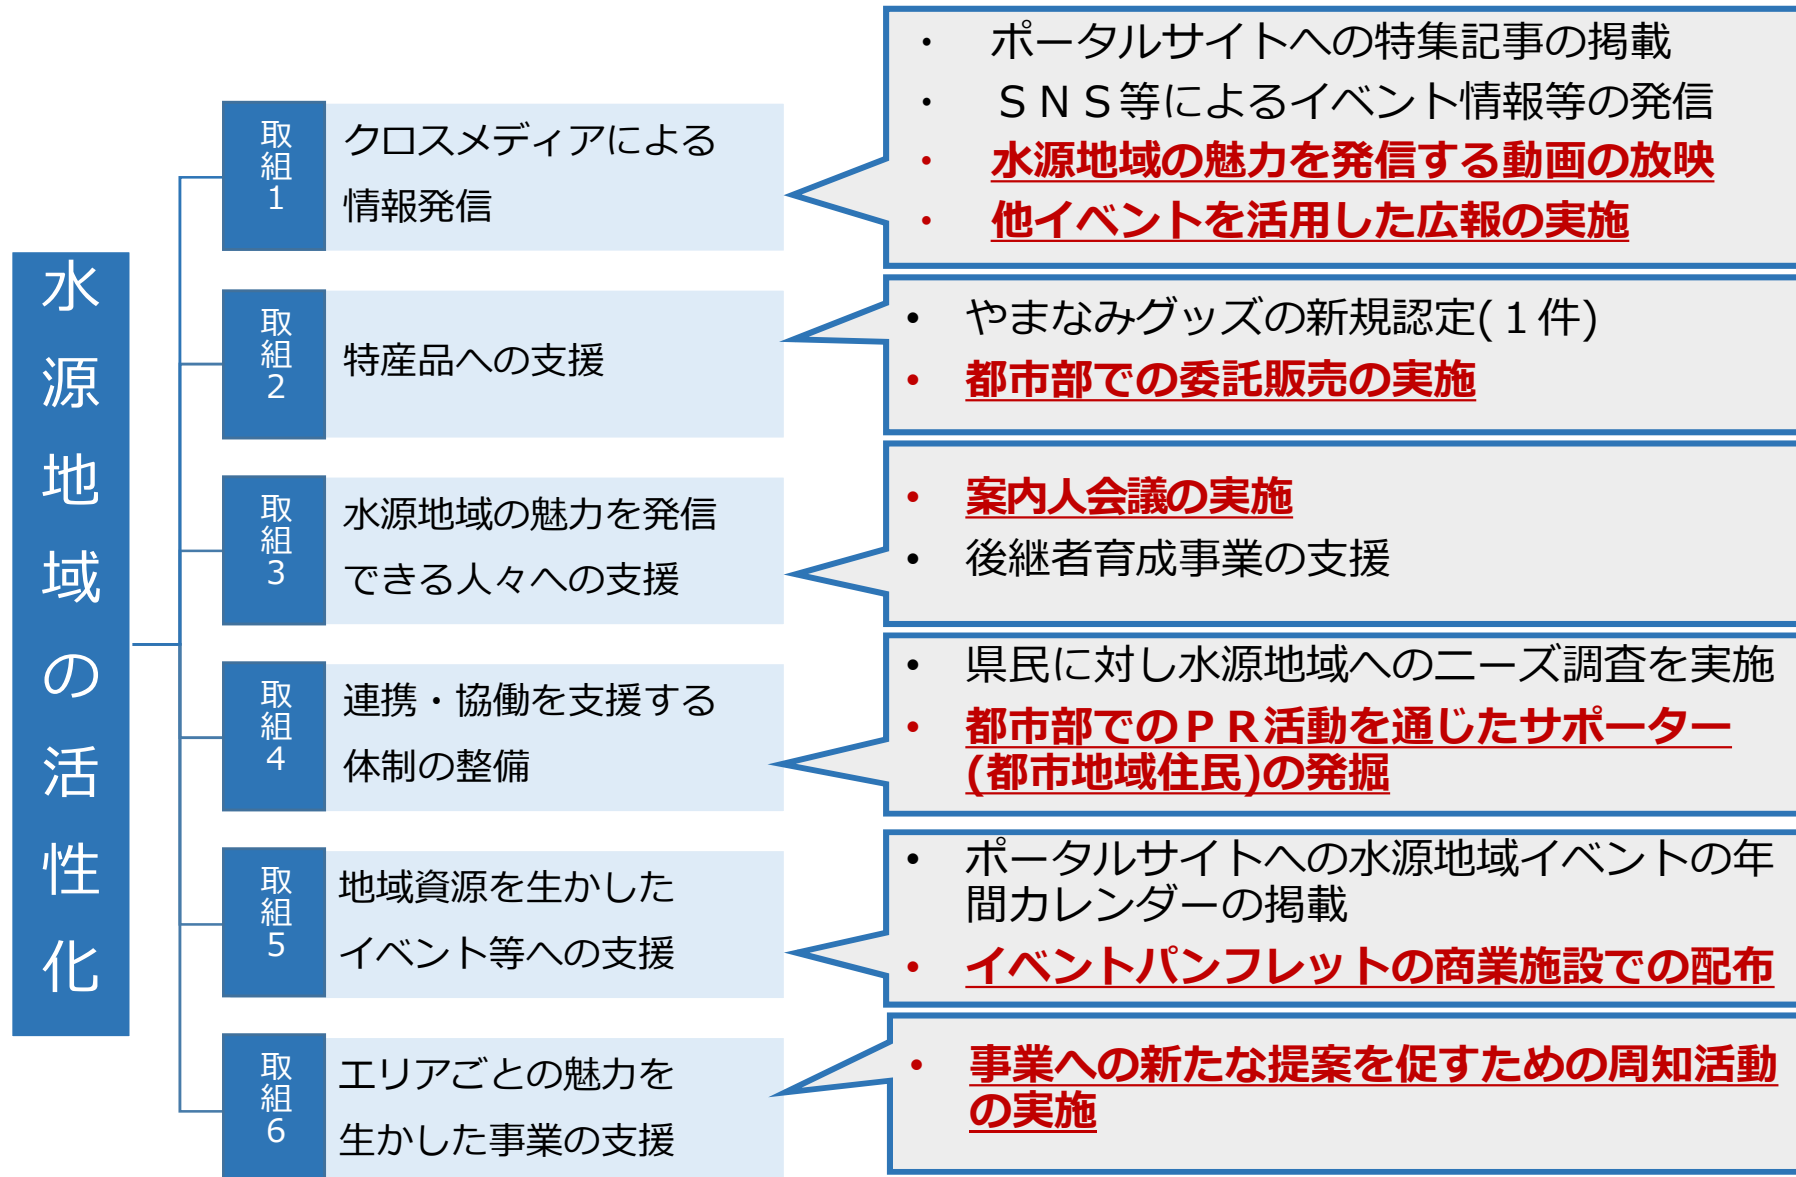 水源地域の活性化
取組1
クロスメディアによる
情報発信
・ ポータルサイトへの特集記事の掲載
・ ＳＮＳ等によるイベント情報等の発信
・ 水源地域の魅力を発信する動画の放映
・ 他イベントを活用した広報の実施
取組2
特産品への支援
• やまなみグッズの新規認定(１件)
• 都市部での委託販売の実施
取組3
水源地域の魅力を発信
できる人々への支援
• 案内人会議の実施
• 後継者育成事業の支援
取組4
連携・協働を支援する
体制の整備
• 県民に対し水源地域へのニーズ調査を実施
• 都市部でのＰＲ活動を通じたサポーター
(都市地域住民)の発掘
取組5
地域資源を生かした
イベント等への支援
• ポータルサイトへの水源地域イベントの年
間カレンダーの掲載
• イベントパンフレットの商業施設での配布
取組6
エリアごとの魅力を
生かした事業の支援
• 事業への新たな提案を促すための周知活動
の実施